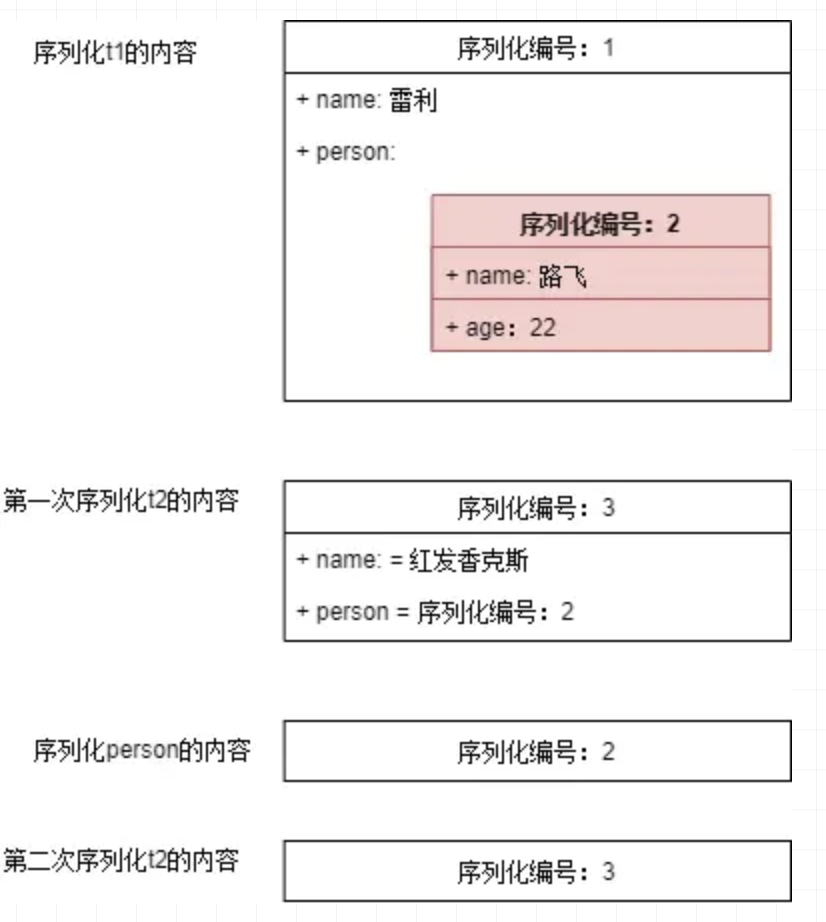 序列化t1的内容
序列化编号：1
+ name: 雷利
+ person:
序列化编号：2
+ name: 路飞
+ age：22
第一次序列化t2的内容
序列化编号：3
+ name: = 红发香克斯
+ person = 序列化编号：2
序列化person的内容
序列化编号：2
第二次序列化t2的内容
序列化编号：3